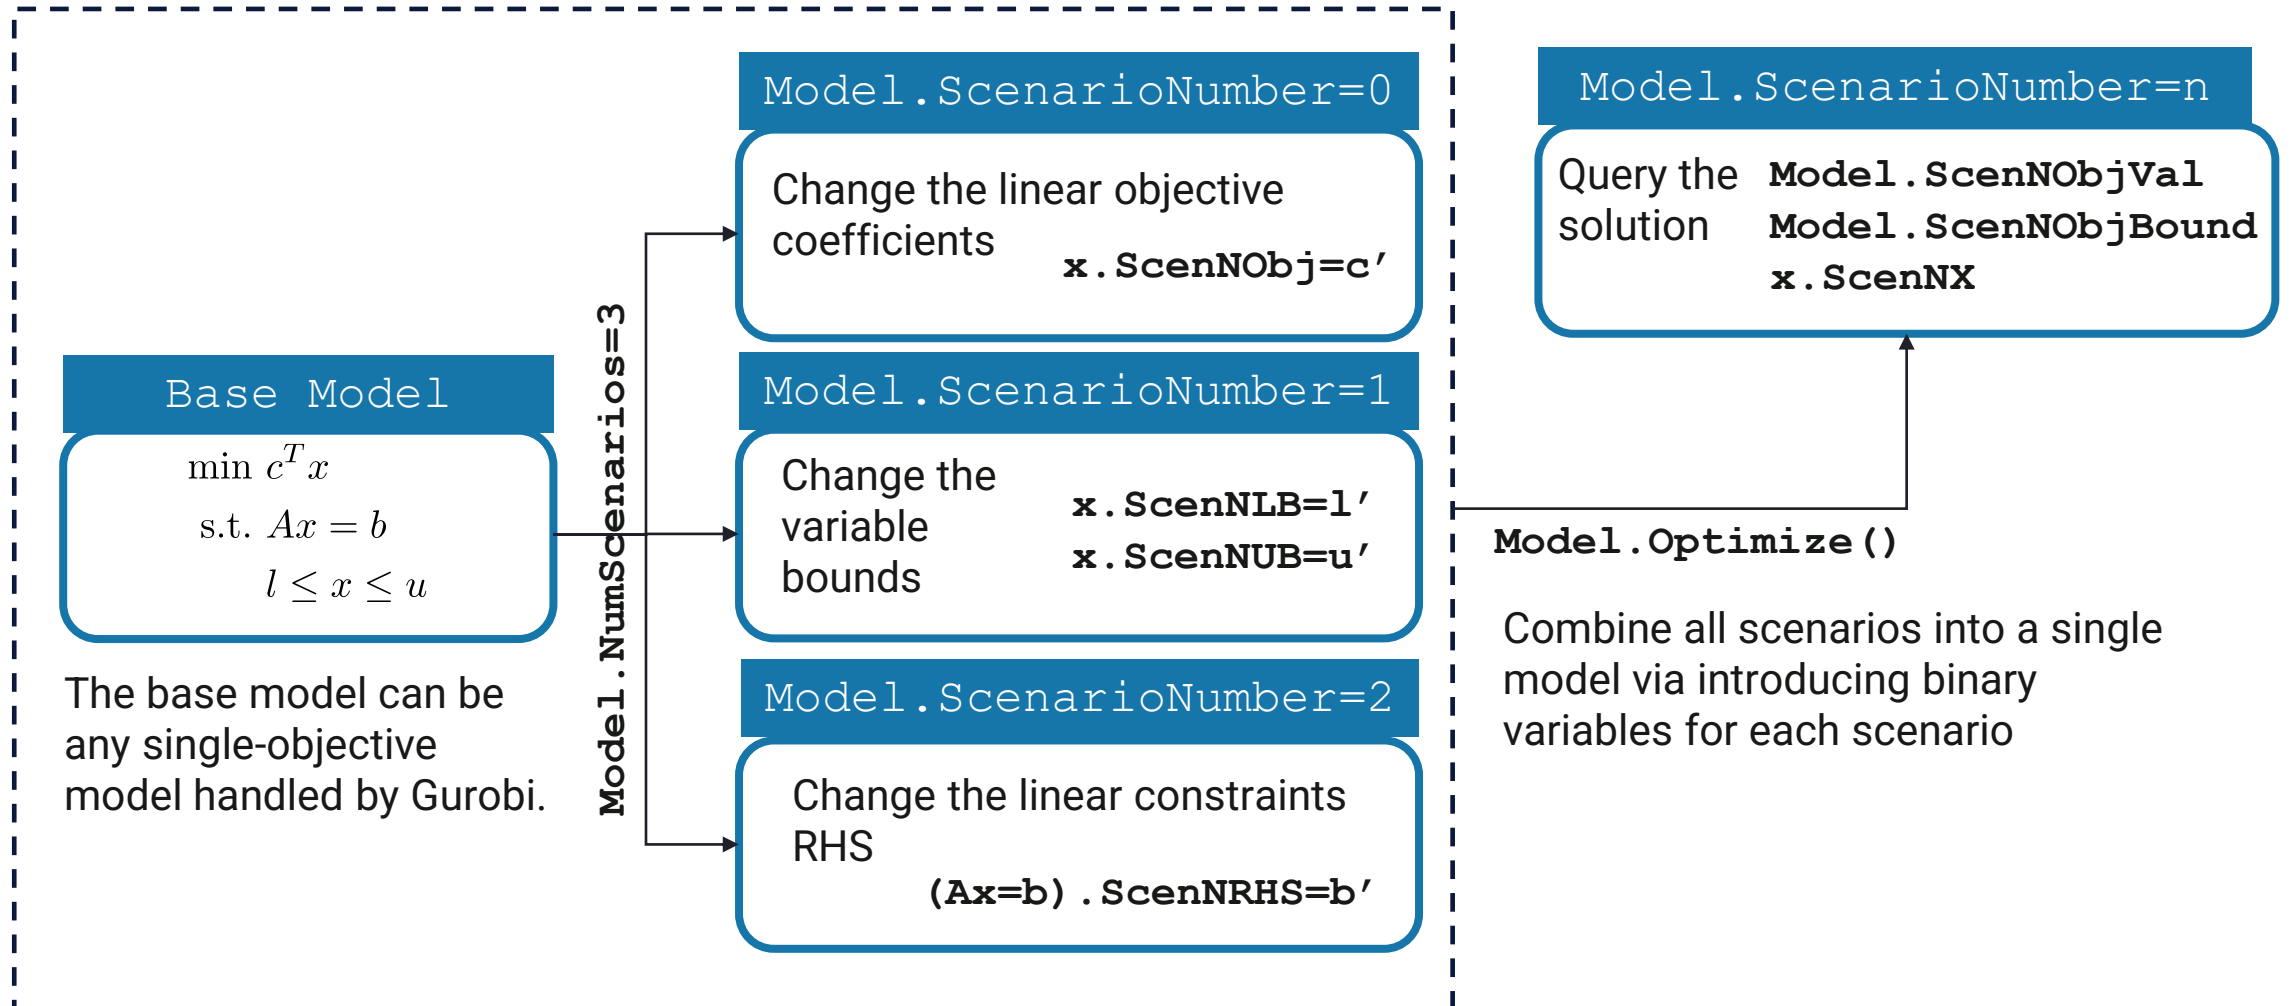 Base Model
min c^T x
s.t. Ax = b
l ≤ x ≤ u
The base model can be
any single-objective
model handled by Gurobi.
Model.NumScenarios=3
Model.ScenarioNumber=0
Change the linear objective
coefficients
x.ScenNObj=c’
Model.ScenarioNumber=1
Change the
variable
bounds
x.ScenNLB=l’
x.ScenNUB=u’
Model.ScenarioNumber=2
Change the linear constraints
RHS
(Ax=b).ScenNRHS=b’
Model.ScenarioNumber=n
Query the
solution
Model.ScenNObjVal
Model.ScenNObjBound
x.ScenNX
Model.Optimize()
Combine all scenarios into a single
model via introducing binary
variables for each scenario